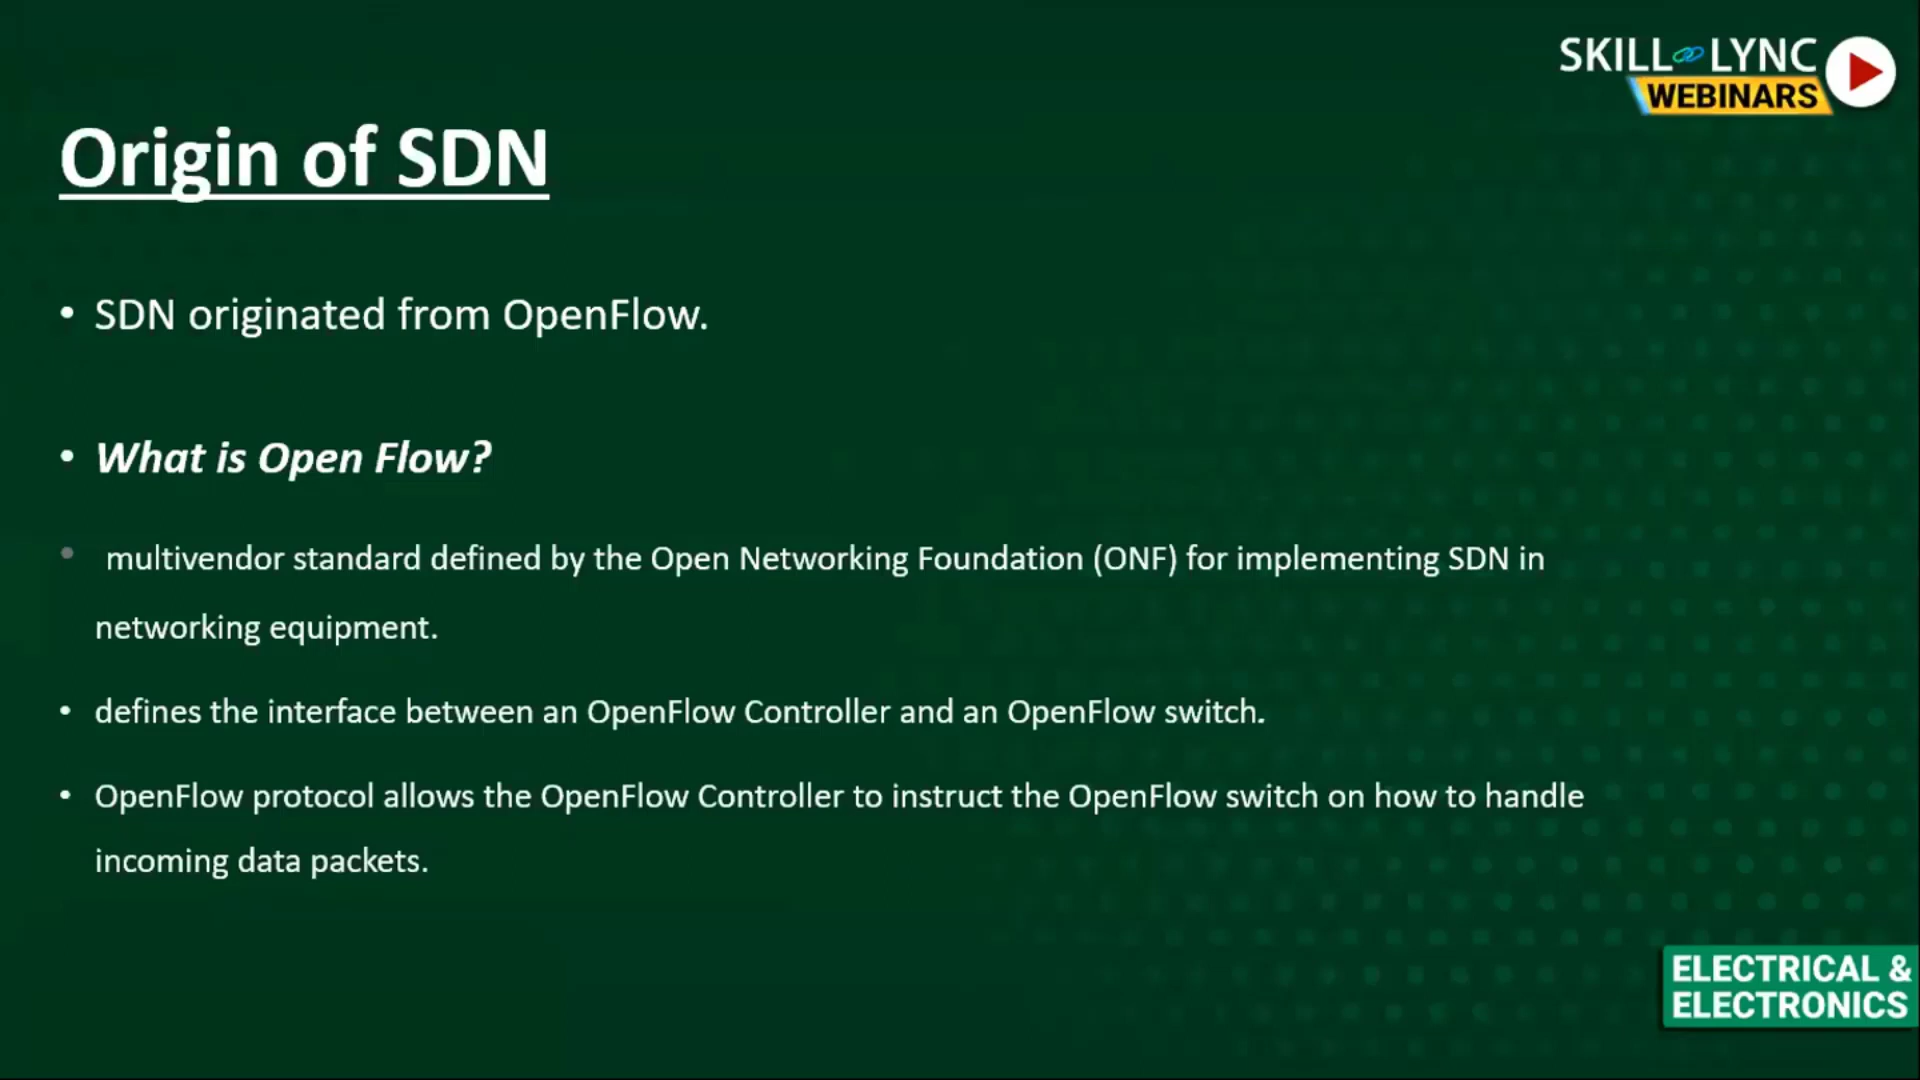 SKILL LYNC
WEBINARS
Origin of SDN
• SDN originated from OpenFlow.
• What is Open Flow?
• multivendor standard defined by the Open Networking Foundation (ONF) for implementing SDN in
networking equipment.
• defines the interface between an OpenFlow Controller and an OpenFlow switch.
• OpenFlow protocol allows the OpenFlow Controller to instruct the OpenFlow switch on how to handle
incoming data packets.
ELECTRICAL &
ELECTRONICS